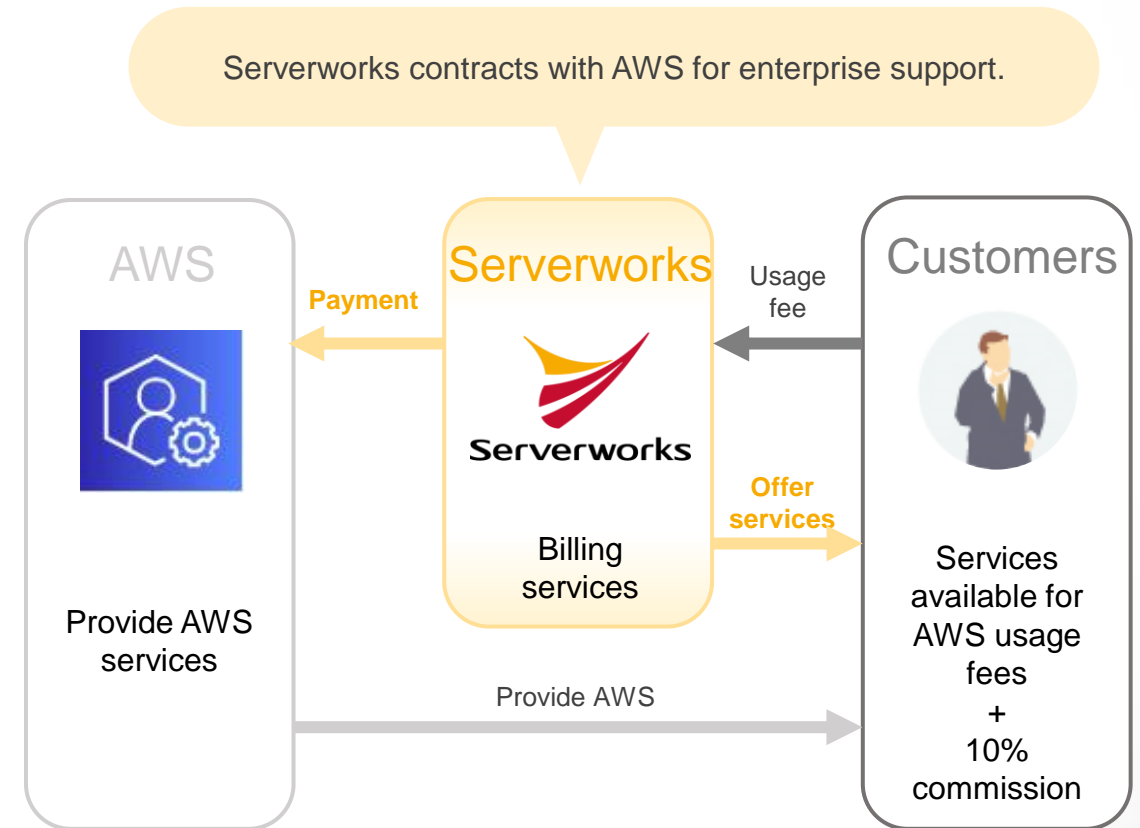 Serverworks contracts with AWS for enterprise support.
AWS
Provide AWS
services
Payment
Serverworks
Serverworks
Billing
services
Usage
fee
Offer
services
Provide AWS
Customers
Services
available for
AWS usage
fees
+
10%
commission